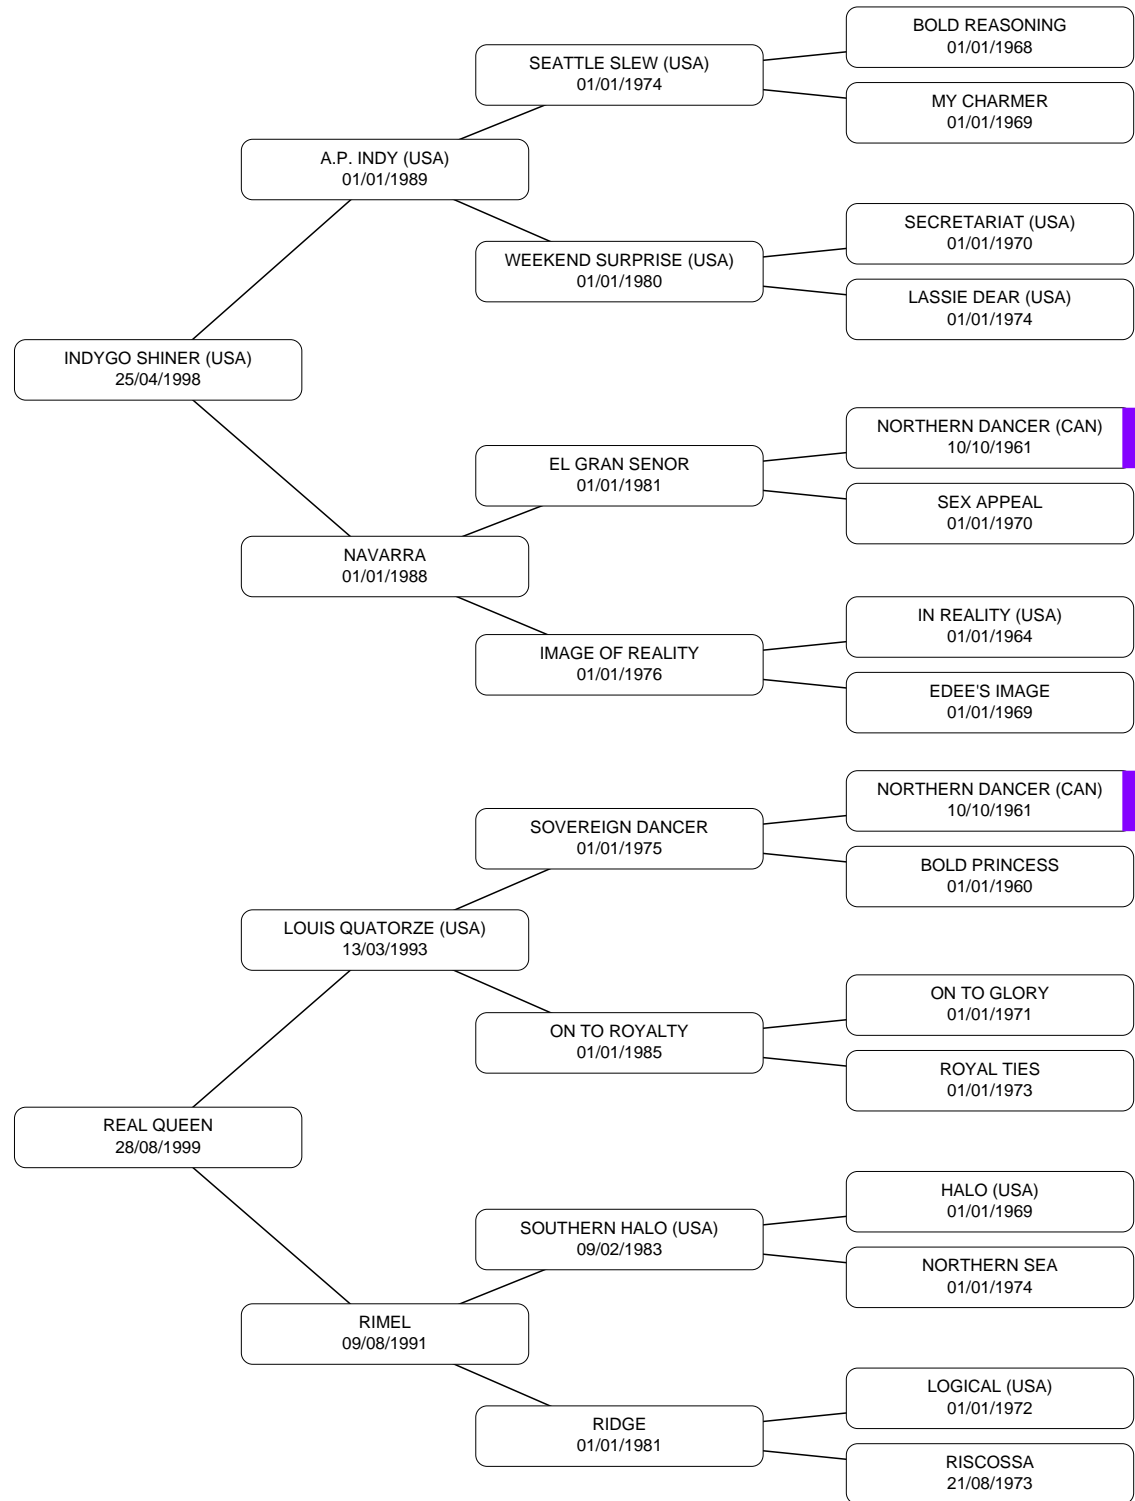 BOLD REASONING
01/01/1968
SEATTLE SLEW (USA)
01/01/1974
MY CHARMER
01/01/1969
A.P. INDY (USA)
01/01/1989
SECRETARIAT (USA)
01/01/1970
WEEKEND SURPRISE (USA)
01/01/1980
LASSIE DEAR (USA)
01/01/1974
INDYGO SHINER (USA)
25/04/1998
NORTHERN DANCER (CAN)
10/10/1961
EL GRAN SENOR
01/01/1981
SEX APPEAL
01/01/1970
NAVARRA
01/01/1988
IN REALITY (USA)
01/01/1964
IMAGE OF REALITY
01/01/1976
EDEE'S IMAGE
01/01/1969
NORTHERN DANCER (CAN)
10/10/1961
SOVEREIGN DANCER
01/01/1975
BOLD PRINCESS
01/01/1960
LOUIS QUATORZE (USA)
13/03/1993
ON TO GLORY
01/01/1971
ON TO ROYALTY
01/01/1985
ROYAL TIES
01/01/1973
REAL QUEEN
28/08/1999
HALO (USA)
01/01/1969
SOUTHERN HALO (USA)
09/02/1983
NORTHERN SEA
01/01/1974
RIMEL
09/08/1991
LOGICAL (USA)
01/01/1972
RIDGE
01/01/1981
RISCOSSA
21/08/1973